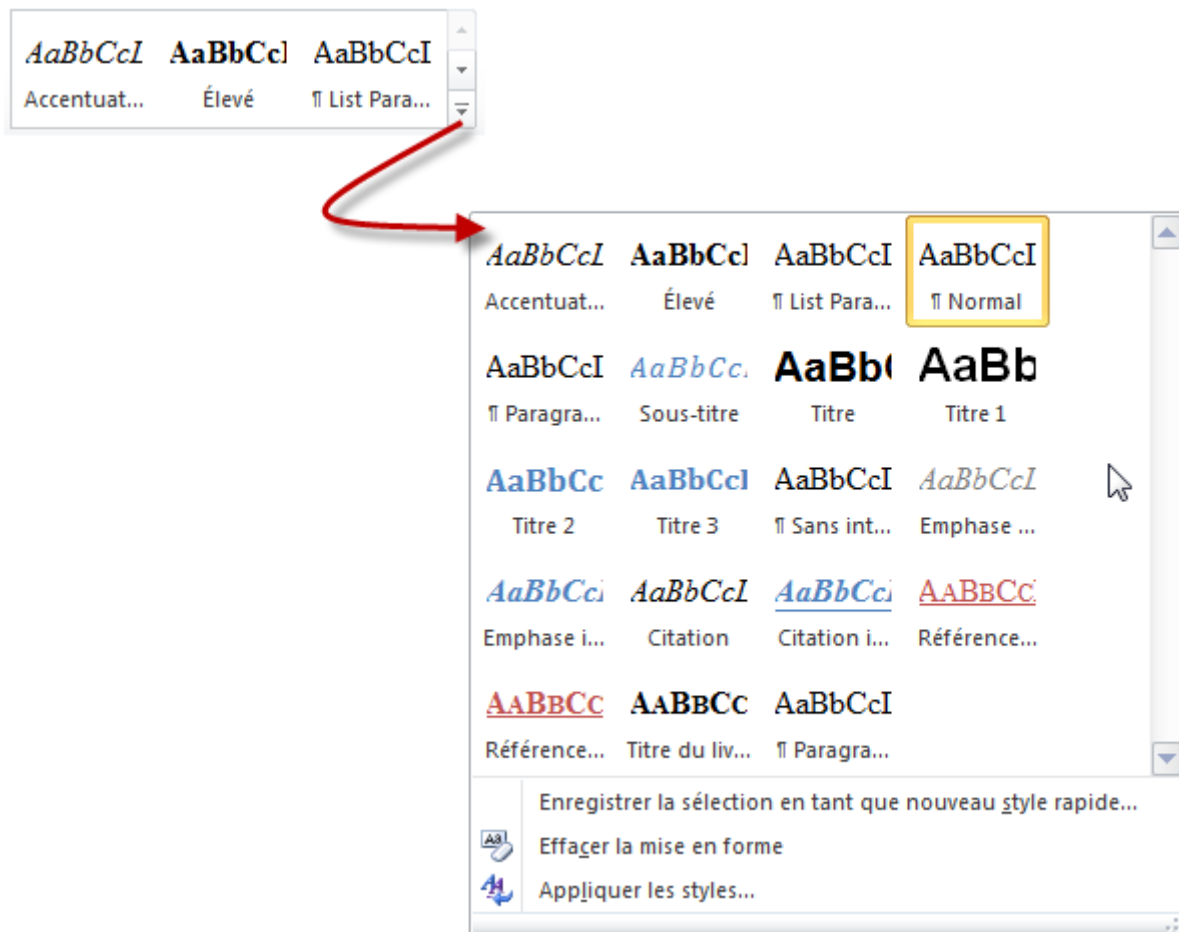 AaBbCcI AaBbCcI AaBbCcI
Accentuat... Élevé ¶ List Para...
AaBbCcI AaBbCcI AaBbCcI AaBbCcI
Accentuat... Élevé ¶ List Para... ¶ Normal
AaBbCcI AaBbCc. AaBb( AaBb
¶ Paragra... Sous-titre Titre Titre 1
AaBbCc AaBbCcI AaBbCcI AaBbCcI
Titre 2 Titre 3 ¶ Sans int... Emphase ...
AaBbCcI AaBbCcI AaBbCcI AABBCC
Emphase i... Citation Citation i... Référence...
AABBCC AABBCC AaBbCcI
Référence... Titre du liv... ¶ Paragra...
Enregistrer la sélection en tant que nouveau style rapide...
Effacer la mise en forme
Appliquer les styles...